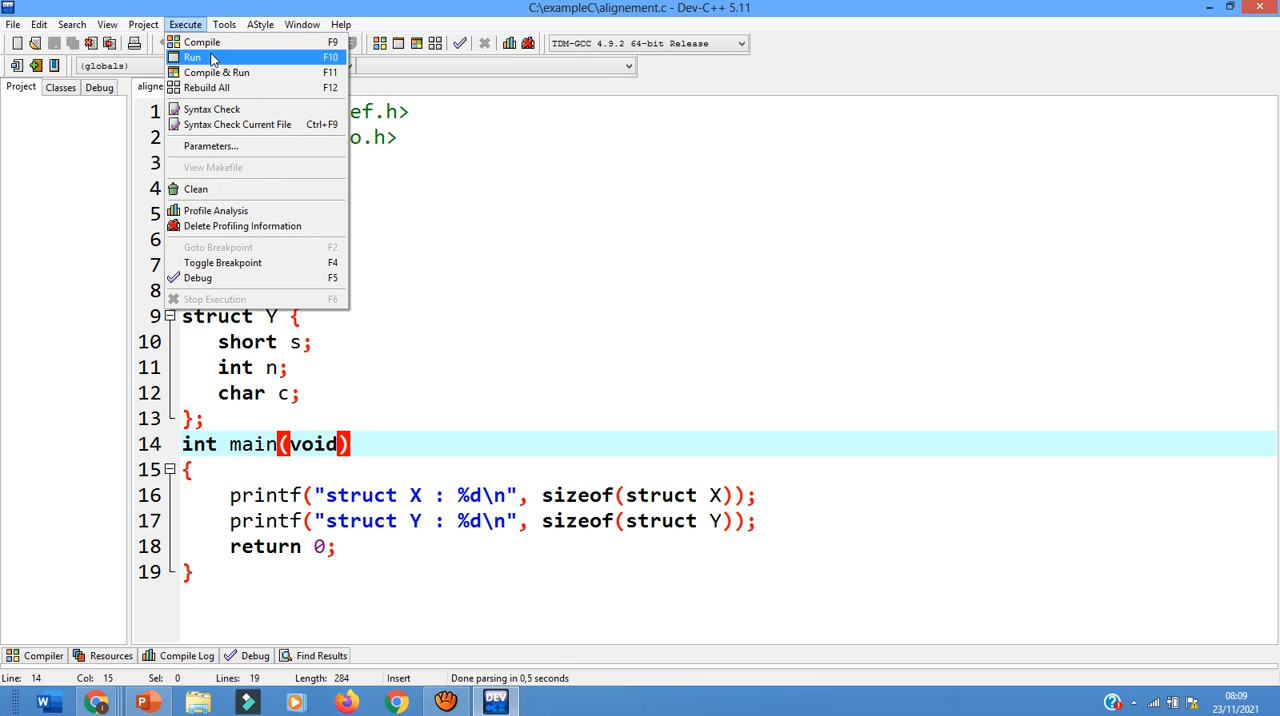 C:\exampleC\alignement.c - Dev-C++ 5.11
File Edit Search View Project Execute Tools AStyle Window Help
TDM-GCC 4.9.2 64-bit Release
(globals)
Project Classes Debug
aligne
Compile F9
Run F10
Compile & Run F11
Rebuild All F12
Syntax Check
Syntax Check Current File Ctrl+F9
Parameters...
View Makefile
Clean
Profile Analysis
Delete Profiling Information
Goto Breakpoint F2
Toggle Breakpoint F4
Debug F5
Stop Execution F6
1 ef.h>
2 o.h>
3
4
5
6
7
8
9 struct Y {
10 short s;
11 int n;
12 char c;
13 };
14 int main(void)
15 {
16 printf("struct X : %d\n", sizeof(struct X));
17 printf("struct Y : %d\n", sizeof(struct Y));
18 return 0;
19 }
Compiler Resources Compile Log Debug Find Results
Line: 14 Col: 15 Sel: 0 Lines: 19 Length: 284 Insert Done parsing in 0,5 seconds
DEV
08:09
23/11/2021